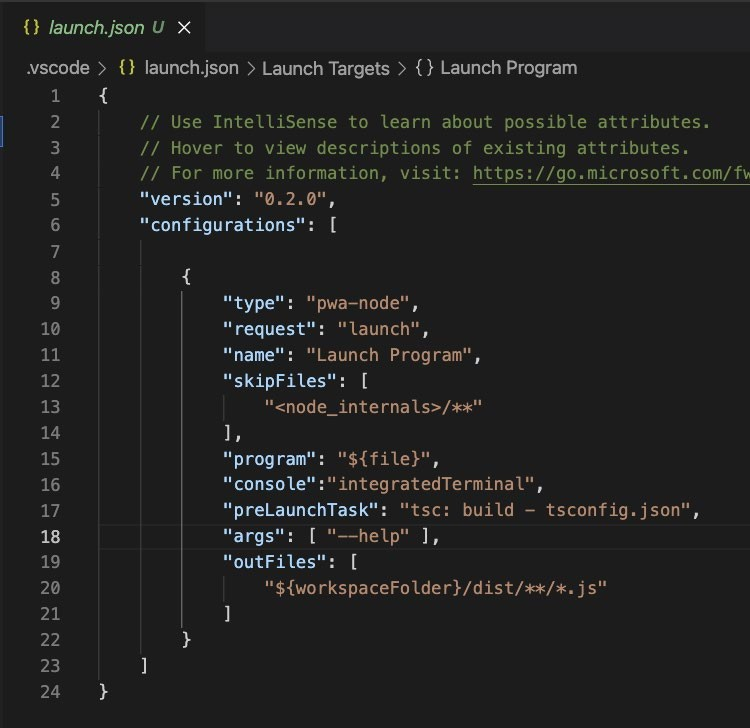 {} launch.json U ×
.vscode > {} launch.json > Launch Targets > {} Launch Program
1 {
2 // Use IntelliSense to learn about possible attributes.
3 // Hover to view descriptions of existing attributes.
4 // For more information, visit: https://go.microsoft.com/fw
5 "version": "0.2.0",
6 "configurations": [
7
8 {
9 "type": "pwa-node",
10 "request": "launch",
11 "name": "Launch Program",
12 "skipFiles": [
13 "<node_internals>/**"
14 ],
15 "program": "${file}",
16 "console":"integratedTerminal",
17 "preLaunchTask": "tsc: build - tsconfig.json",
18 "args": [ "--help" ],
19 "outFiles": [
20 "${workspaceFolder}/dist/**/*.js"
21 ]
22 }
23 ]
24 }